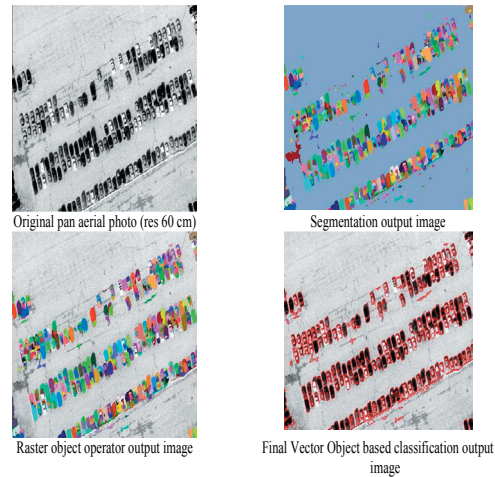 Original pan aerial photo (res 60 cm)
Segmentation output image
Raster object operator output image
Final Vector Object based classification output
image